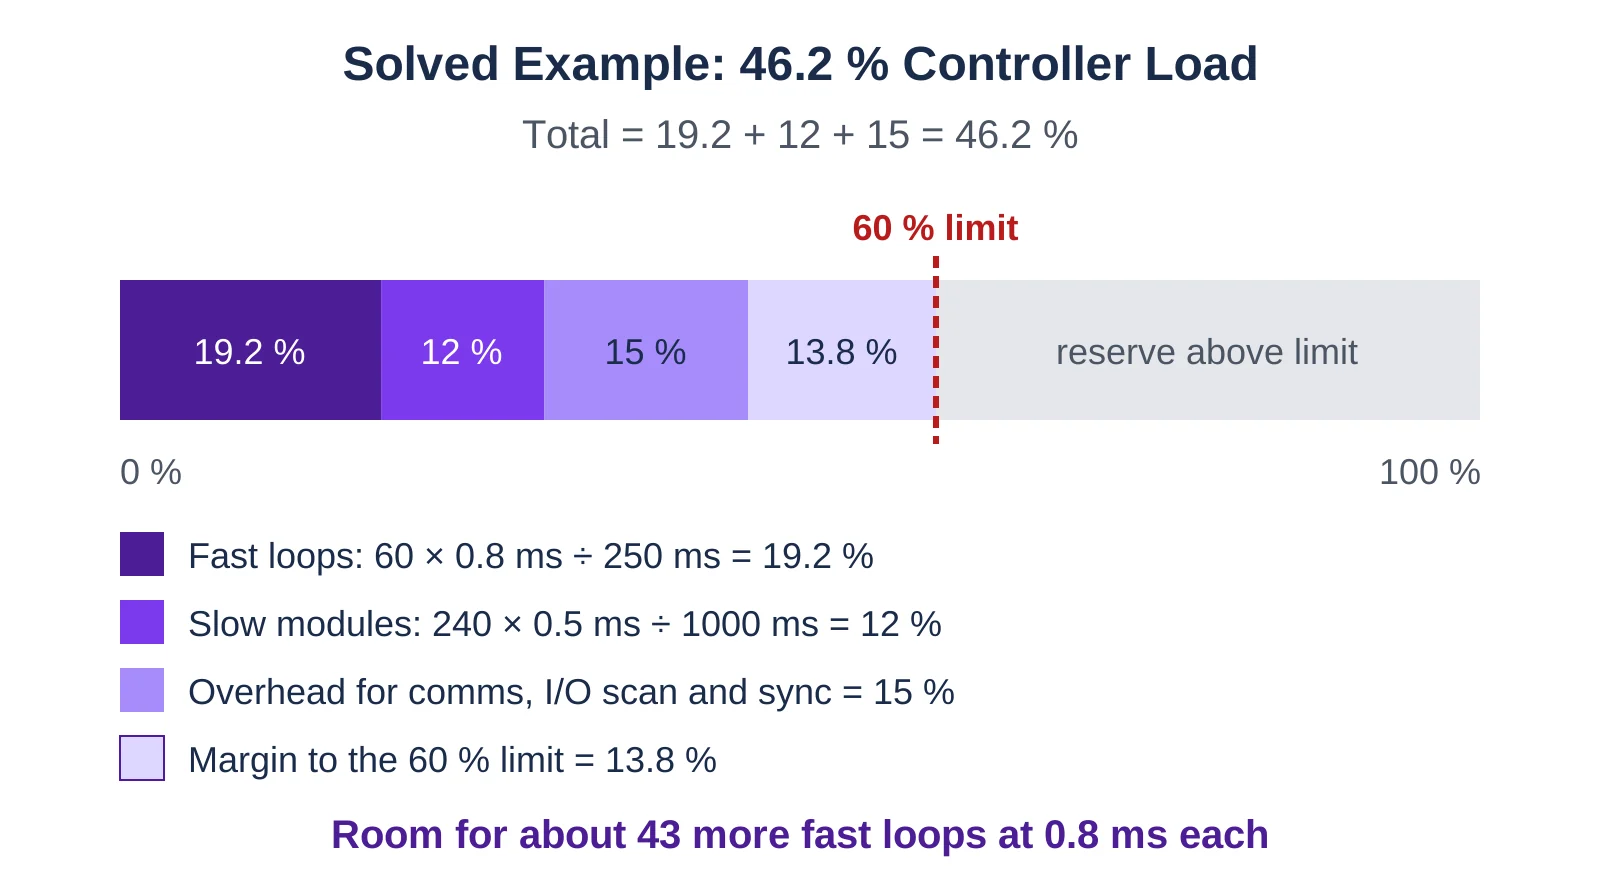 Solved Example: 46.2 % Controller Load
Total = 19.2 + 12 + 15 = 46.2 %
60 % limit
19.2 %
12 %
15 %
13.8 %
reserve above limit
0 %
100 %
Fast loops: 60 × 0.8 ms ÷ 250 ms = 19.2 %
Slow modules: 240 × 0.5 ms ÷ 1000 ms = 12 %
Overhead for comms, I/O scan and sync = 15 %
Margin to the 60 % limit = 13.8 %
Room for about 43 more fast loops at 0.8 ms each